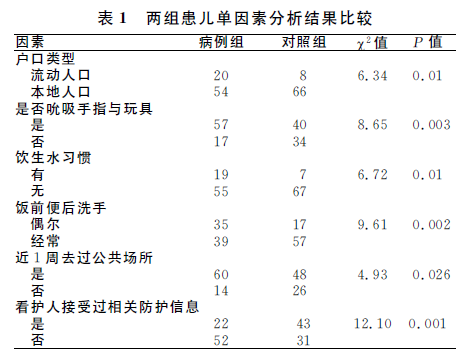 表 1 两组患儿单因素分析结果比较
因素 病例组 对照组 χ²值 P 值
户口类型
流动人口 20 8 6.34 0.01
本地人口 54 66
是否吮吸手指与玩具
是 57 40 8.65 0.003
否 17 34
饮生水习惯
有 19 7 6.72 0.01
无 55 67
饭前便后洗手
偶尔 35 17 9.61 0.002
经常 39 57
近 1 周去过公共场所
是 60 48 4.93 0.026
否 14 26
看护人接受过相关防护信息
是 22 43 12.10 0.001
否 52 31